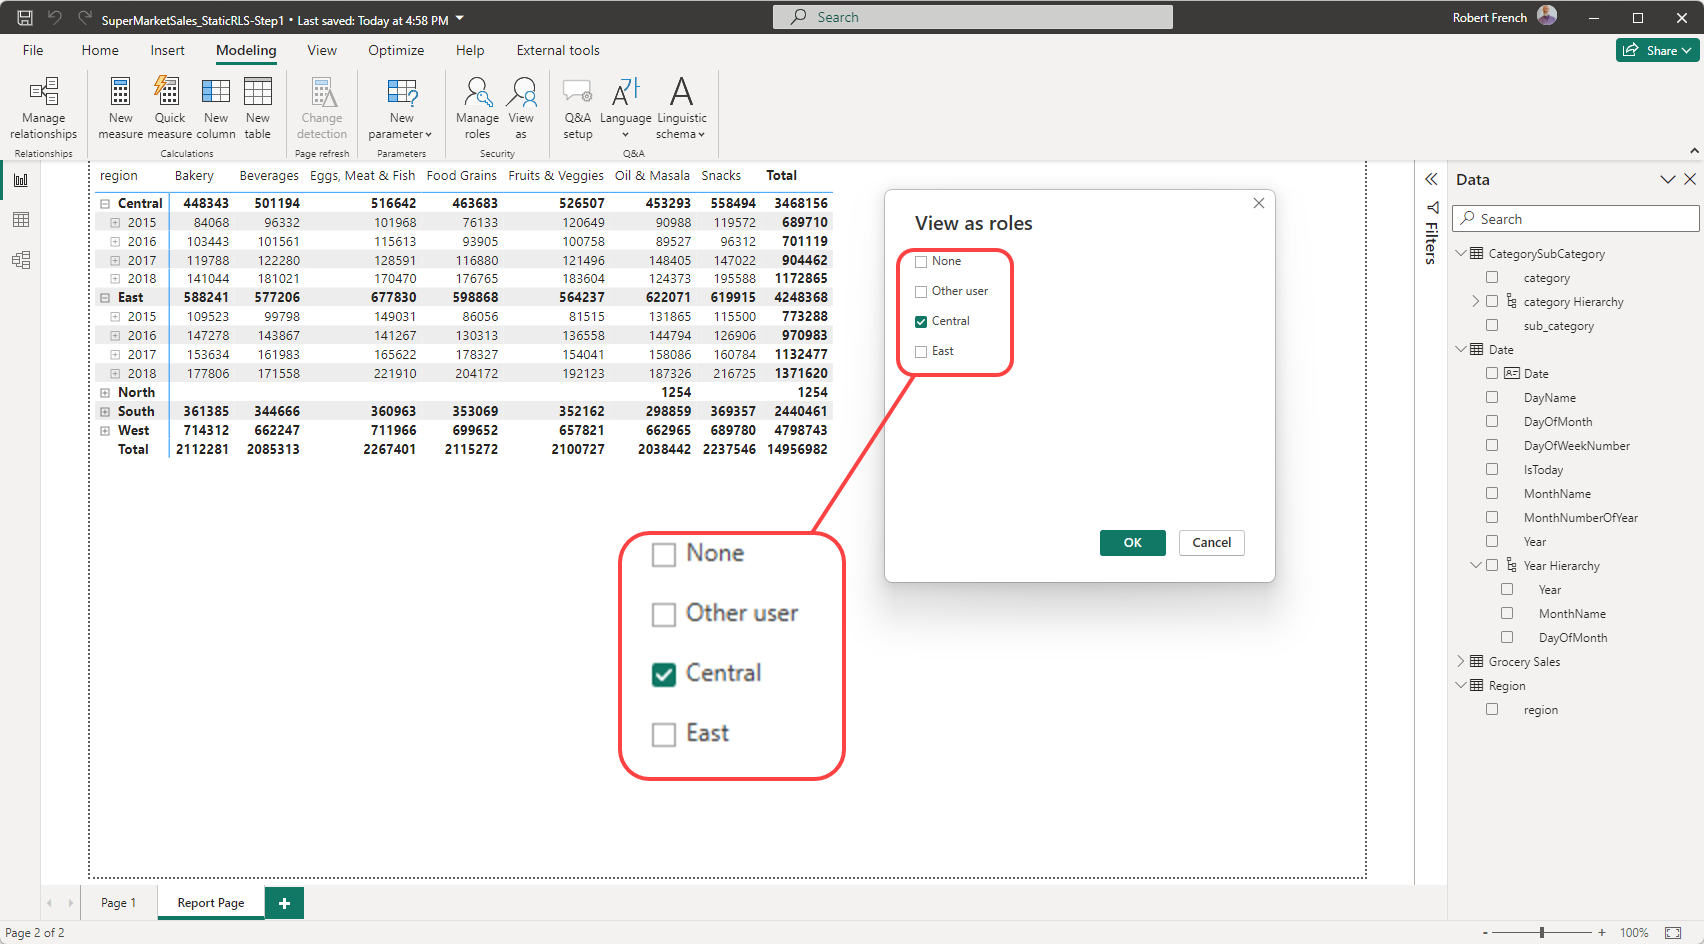 SuperMarketSales_StaticRLS-Step1 • Last saved: Today at 4:58 PM
Search
Robert French
File Home Insert Modeling View Optimize Help External tools
Share
Manage relationships
New measure
Quick measure
New column
New table
Change detection
New parameter
Manage roles
View as
Q&A setup
Language
Linguistic schema
Relationships Calculations Page refresh Parameters Security Q&A
region Bakery Beverages Eggs, Meat & Fish Food Grains Fruits & Veggies Oil & Masala Snacks Total
Central 448343 501194 516642 463683 526507 453293 558494 3468156
2015 84068 96332 101968 76133 120649 90988 119572 689710
2016 103443 101561 115613 93905 100758 89527 96312 701119
2017 119788 122280 128591 116880 121496 148405 147022 904462
2018 141044 181021 170470 176765 183604 124373 195588 1172865
East 588241 577206 677830 598868 564237 622071 619915 4248368
2015 109523 99798 149031 86056 81515 131865 115500 773288
2016 147278 143867 141267 130313 136558 144794 126906 970983
2017 153634 161983 165622 178327 154041 158086 160784 1132477
2018 177806 171558 221910 204172 192123 187326 216725 1371620
North 1254 1254
South 361385 344666 360963 353069 352162 298859 369357 2440461
West 714312 662247 711966 699652 657821 662965 689780 4798743
Total 2112281 2085313 2267401 2115272 2100727 2038442 2237546 14956982
View as roles
None
Other user
Central
East
OK Cancel
None
Other user
Central
East
Filters
Data
Search
CategorySubCategory
category
category Hierarchy
sub_category
Date
Date
DayName
DayOfMonth
DayOfWeekNumber
IsToday
MonthName
MonthNumberOfYear
Year
Year Hierarchy
Year
MonthName
DayOfMonth
Grocery Sales
Region
region
Page 1 Report Page +
Page 2 of 2
- + 100%